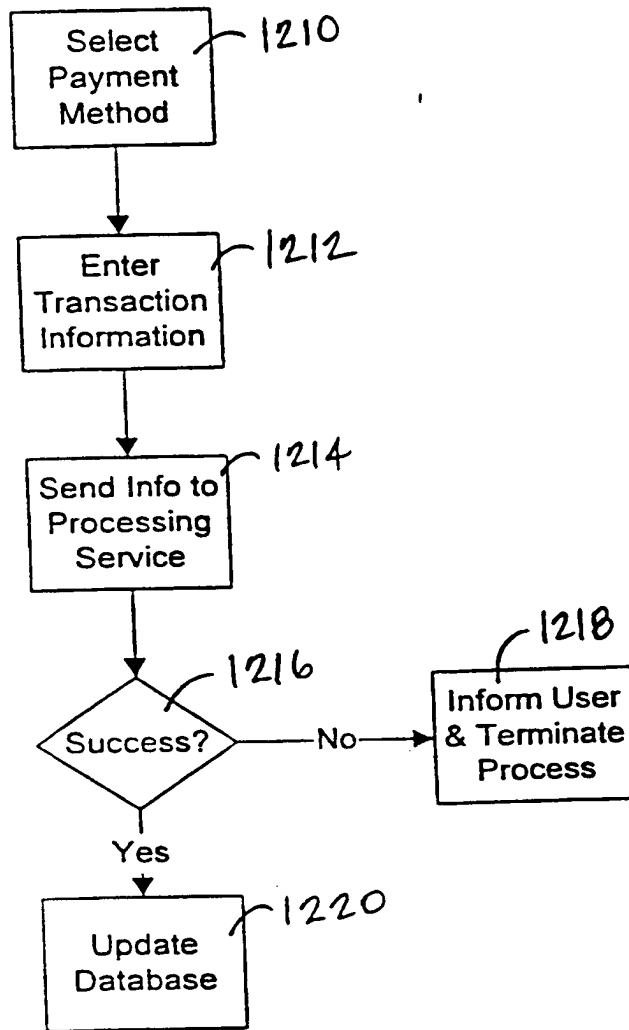 Select
Payment
Method
1210
Enter
Transaction
Information
1212
Send Info to
Processing
Service
1214
Success?
1216
No
Inform User
& Terminate
Process
1218
Yes
Update
Database
1220